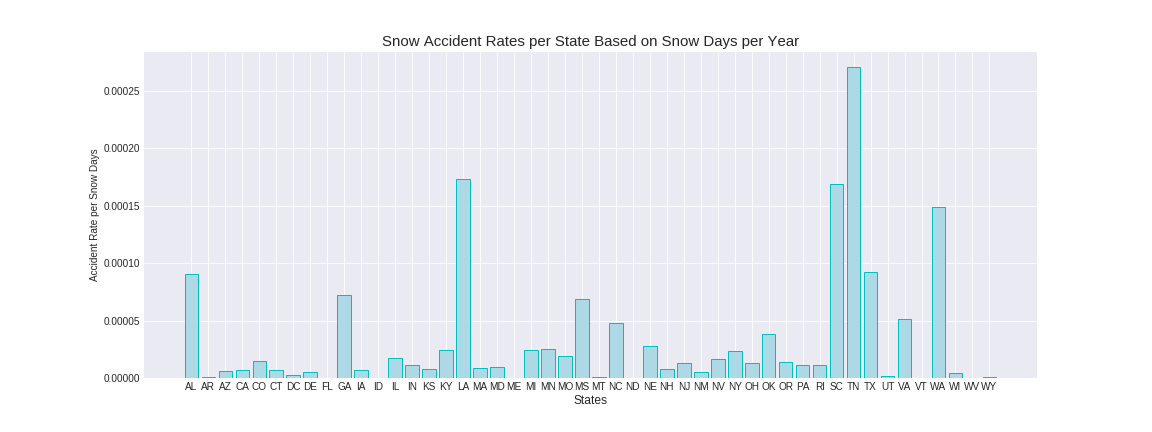 Snow Accident Rates per State Based on Snow Days per Year
0.00025
0.00020
0.00015
0.00010
0.00005
0.00000
Accident Rate per Snow Days
AL AR AZ CA CO CT DC DE FL GA IA ID IL IN KS KY LA MA MD ME MI MN MO MS MT NC ND NE NH NJ NM NV NY OH OK OR PA RI SC TN TX UT VA VT WA WI WV WY
States